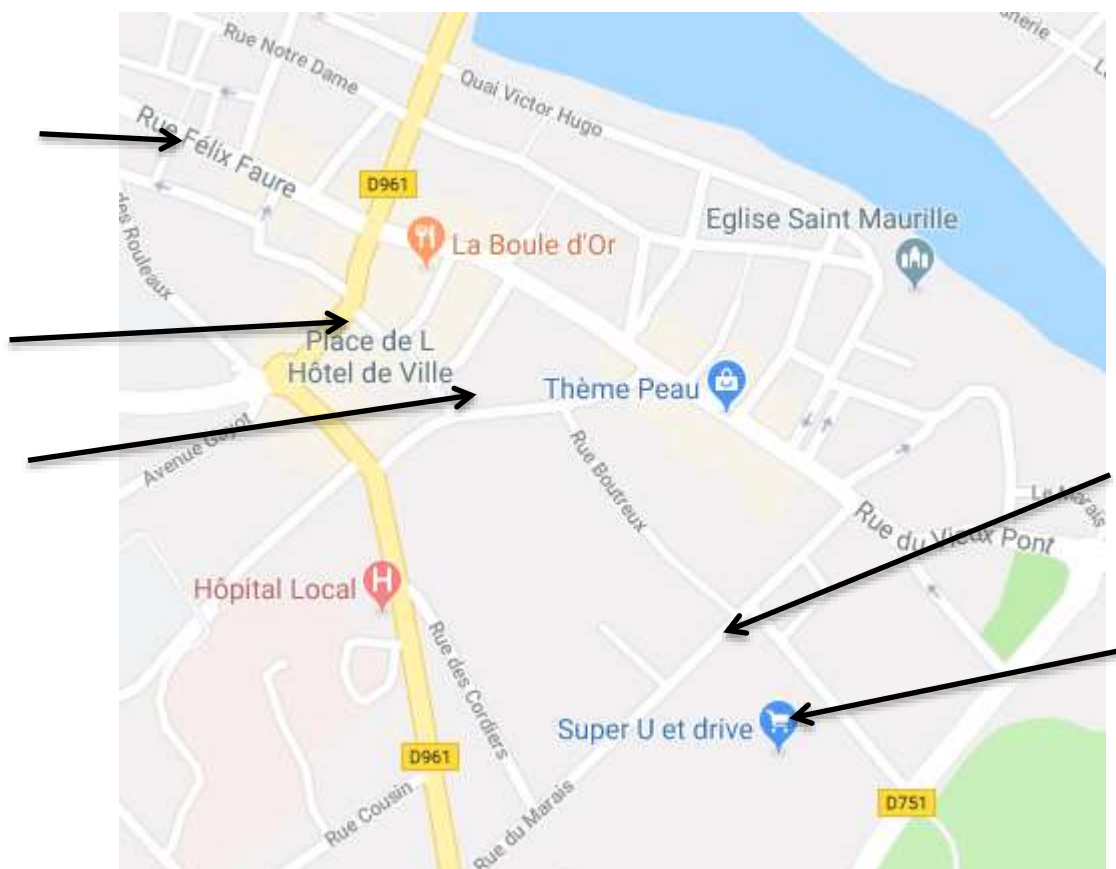 Rue Notre Dame
Quai Victor Hugo
Rue Félix Faure
D961
des Rouleaux
La Boule d'Or
Eglise Saint Maurille
Place de L
Hôtel de Ville
Thème Peau
Avenue Gayot
Rue Boutreux
Le Marais
Rue du Vieux Pont
Hôpital Local
H
Rue des Cordiers
Super U et drive
D961
Rue Cousin
Rue du Marais
D751